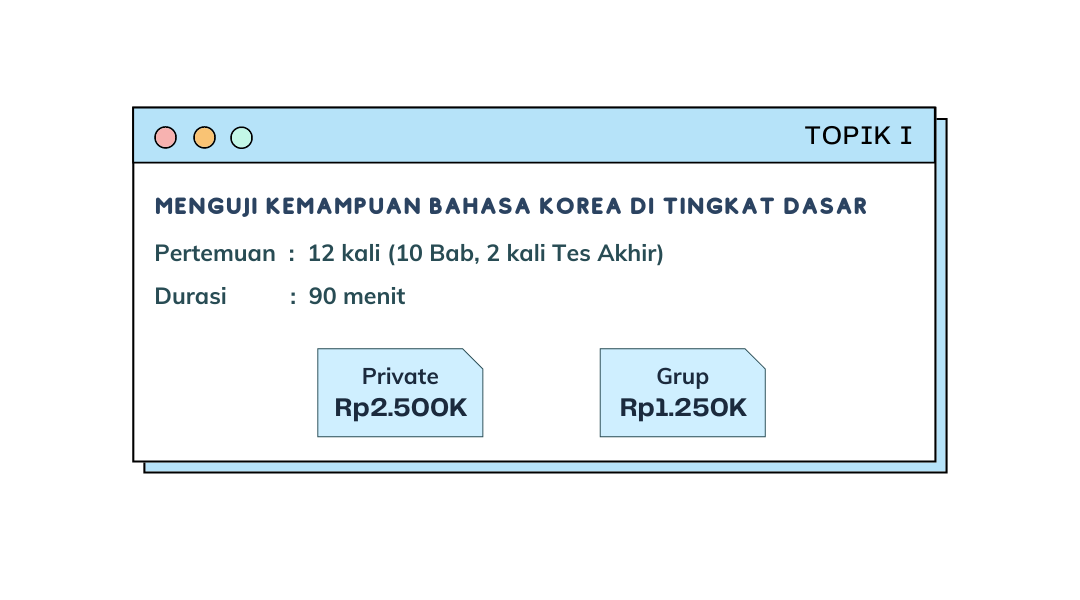 TOPIK I
MENGUJI KEMAMPUAN BAHASA KOREA DI TINGKAT DASAR
Pertemuan : 12 kali (10 Bab, 2 kali Tes Akhir)
Durasi : 90 menit
Private
Rp2.500K
Grup
Rp1.250K